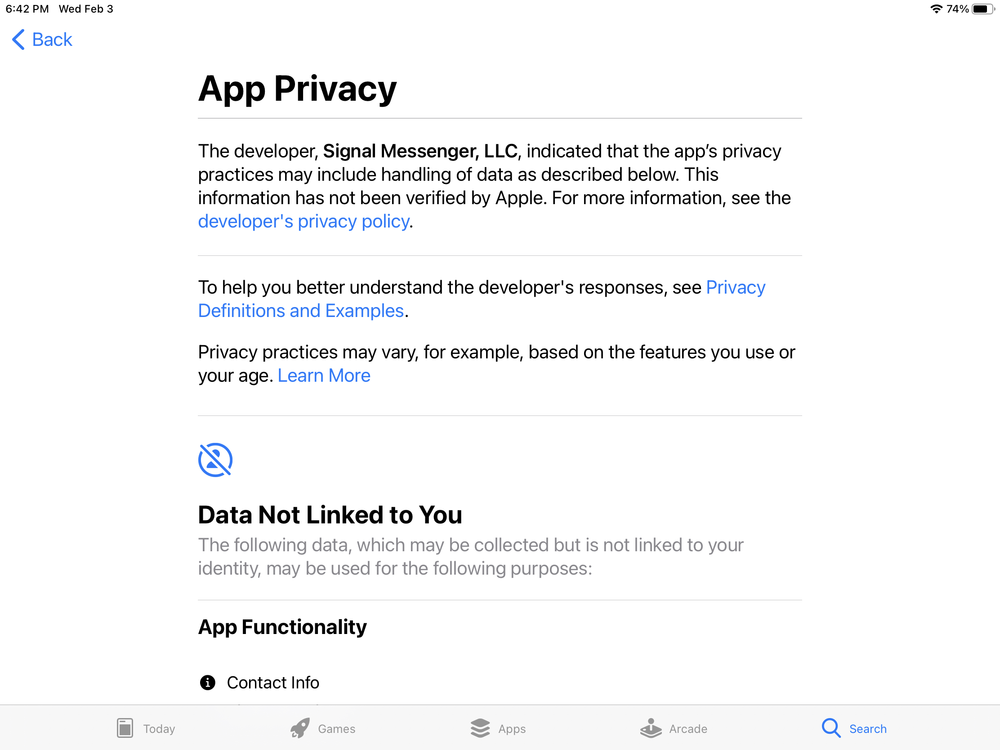 6:42 PM Wed Feb 3
74%
Back
App Privacy
The developer, Signal Messenger, LLC, indicated that the app’s privacy
practices may include handling of data as described below. This
information has not been verified by Apple. For more information, see the
developer's privacy policy.
To help you better understand the developer's responses, see Privacy
Definitions and Examples.
Privacy practices may vary, for example, based on the features you use or
your age. Learn More
Data Not Linked to You
The following data, which may be collected but is not linked to your
identity, may be used for the following purposes:
App Functionality
Contact Info
Today
Games
Apps
Arcade
Search